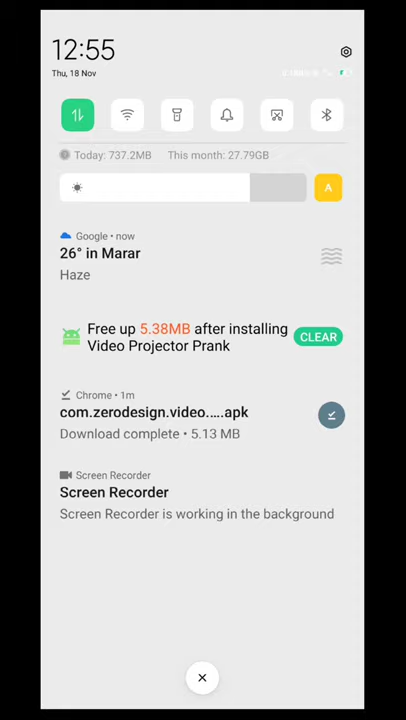 12:55
Thu, 18 Nov
Today: 737.2MB This month: 27.79GB
A
Google • now
26° in Marar
Haze
Free up 5.38MB after installing
Video Projector Prank
CLEAR
Chrome • 1m
com.zerodesign.video.....apk
Download complete • 5.13 MB
Screen Recorder
Screen Recorder
Screen Recorder is working in the background